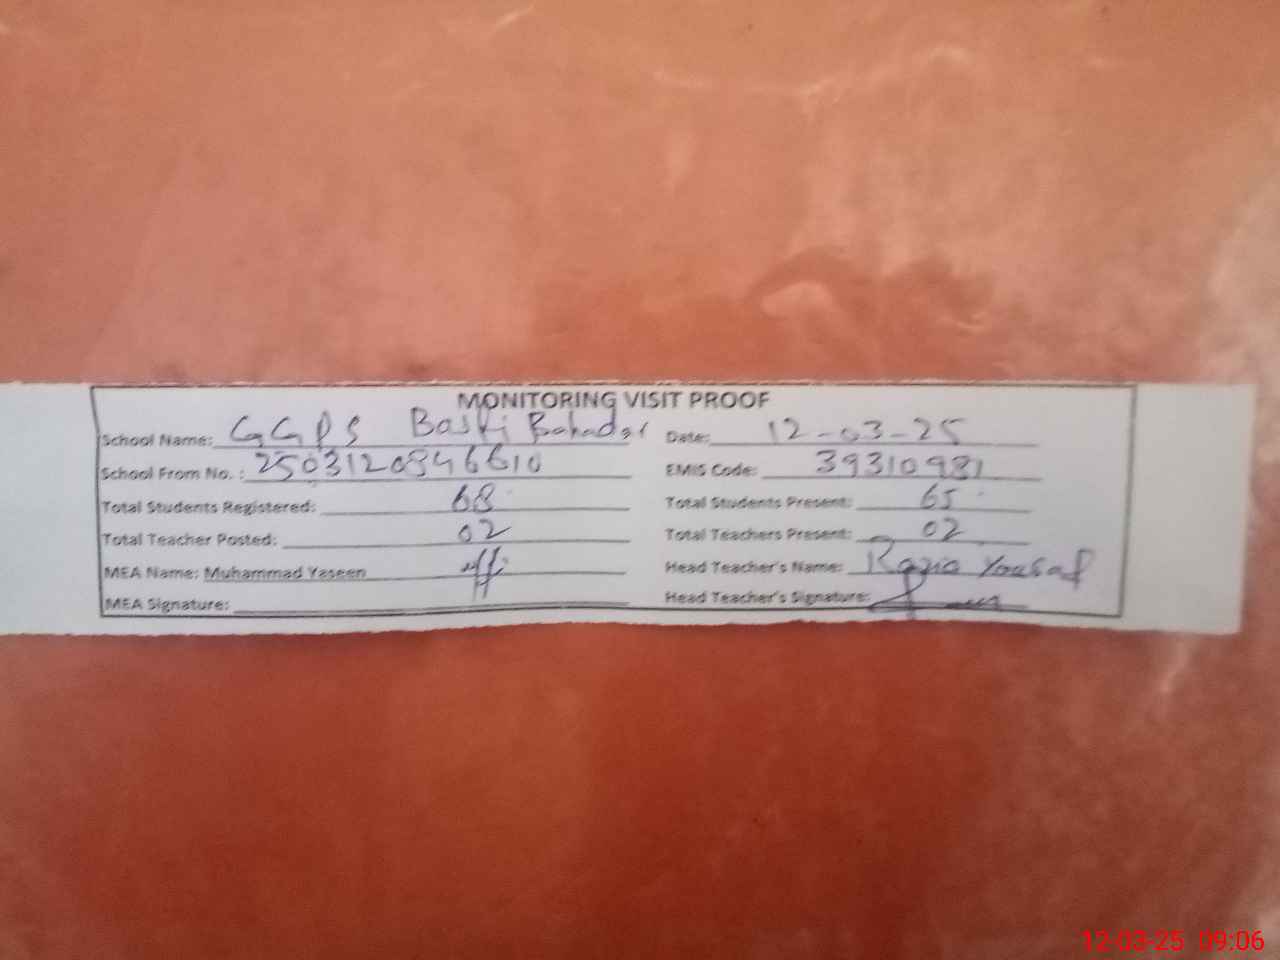 MONITORING VISIT PROOF
School Name: GGPS Basti Bahadar Date: 12-03-25
School From No. : 2503120846610 EMIS Code: 39310981
Total Students Registered: 68 Total Students Present: 65
Total Teacher Posted: 02 Total Teachers Present: 02
MEA Name: Muhammad Yaseen Head Teacher's Name: Razia Yousaf
MEA Signature: Head Teacher's Signature:
12-03-25 09:06